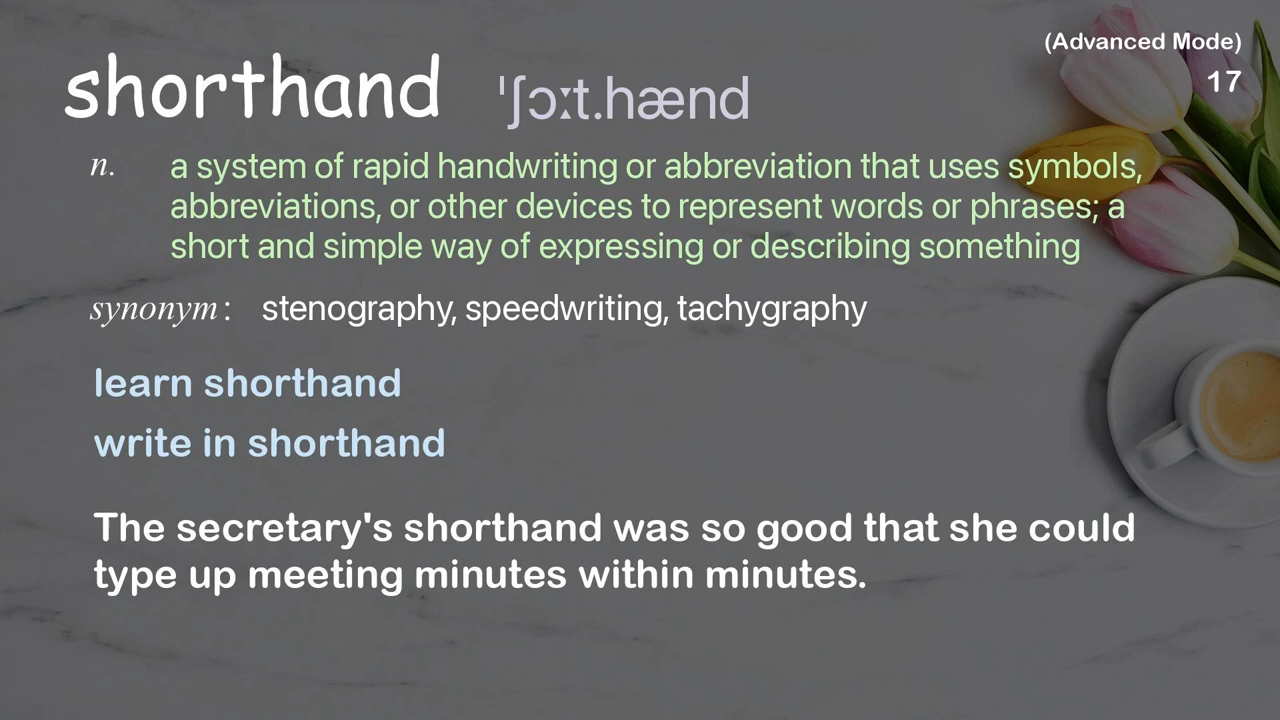 (Advanced Mode)
17
shorthand ˈʃɔːt.hænd
n. a system of rapid handwriting or abbreviation that uses symbols,
abbreviations, or other devices to represent words or phrases; a
short and simple way of expressing or describing something
synonym: stenography, speedwriting, tachygraphy
learn shorthand
write in shorthand
The secretary's shorthand was so good that she could
type up meeting minutes within minutes.